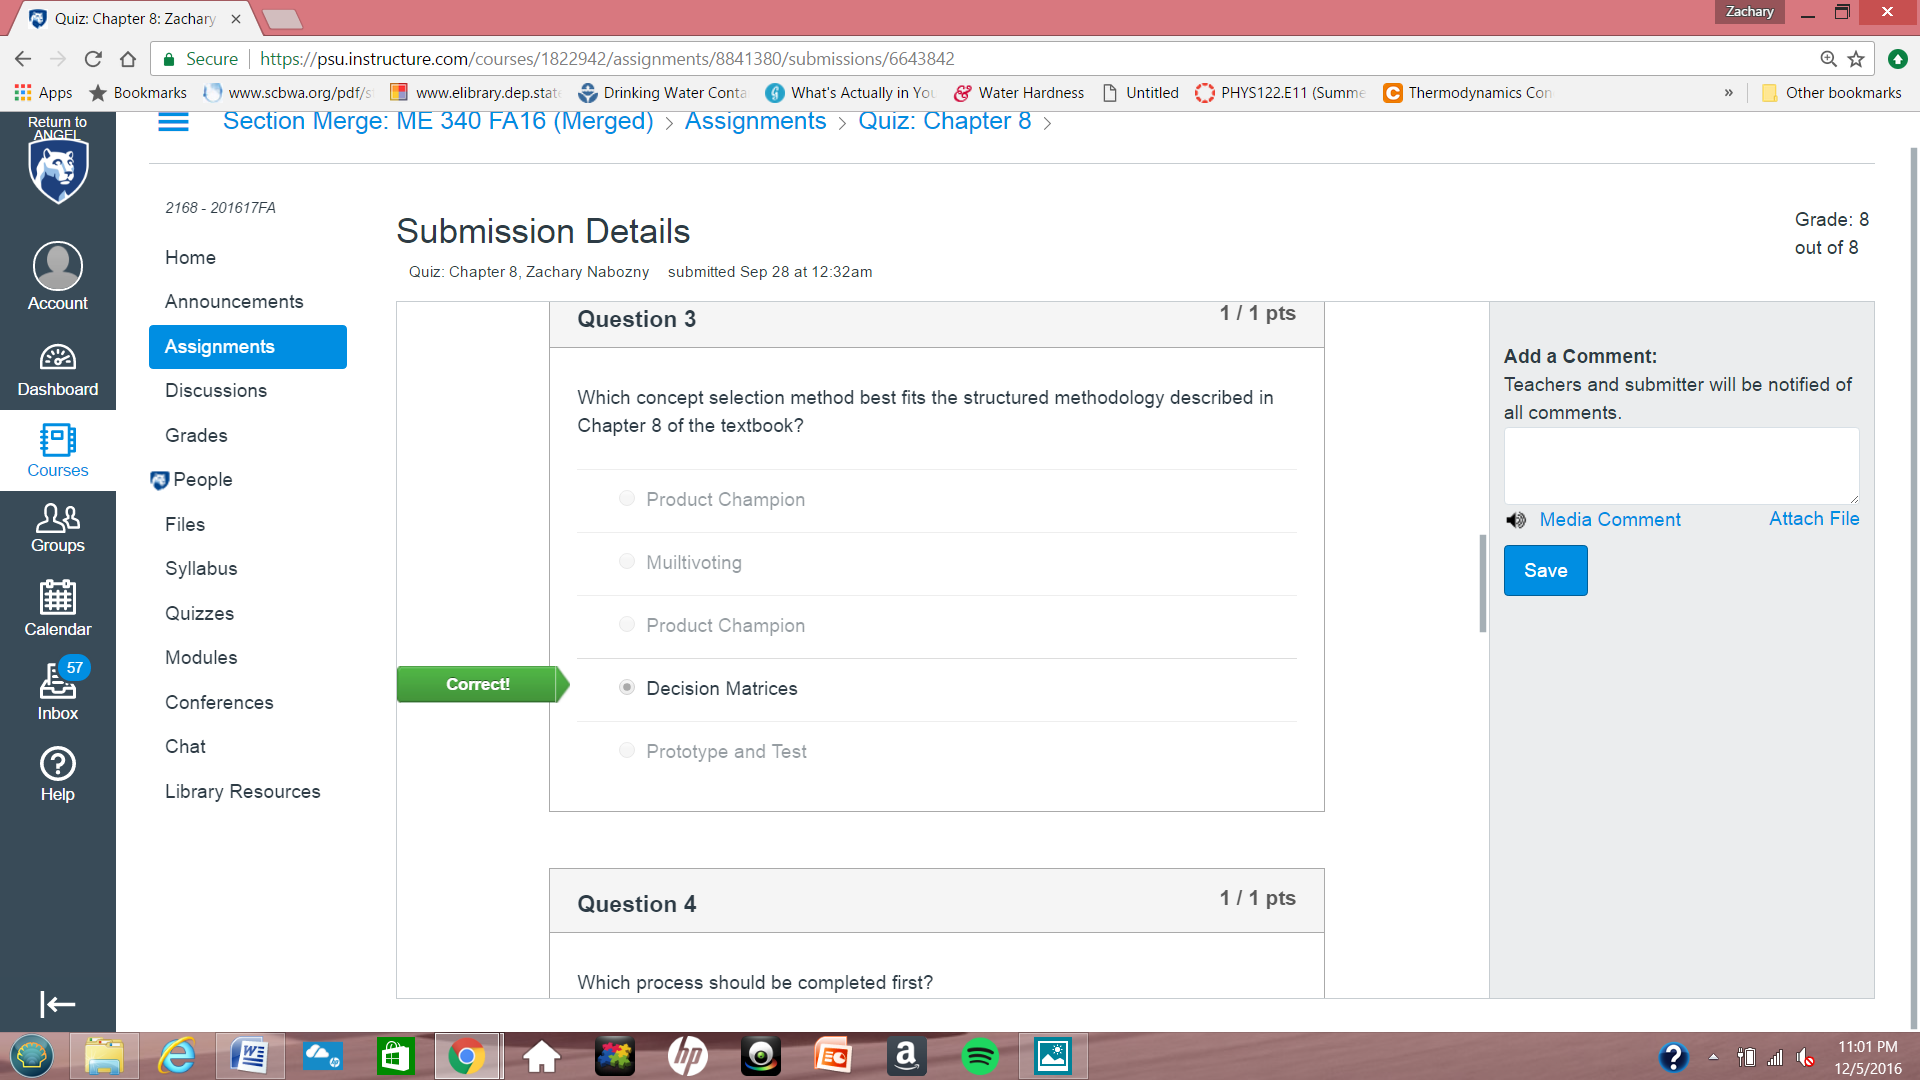 Quiz: Chapter 8: Zachary
Zachary
Secure
https://psu.instructure.com/courses/1822942/assignments/8841380/submissions/6643842
Apps
Bookmarks
www.scbwa.org/pdf/s
www.elibrary.dep.state
Drinking Water Conta
What's Actually in You
Water Hardness
Untitled
PHYS122.E11 (Summe
Thermodynamics Con
»
Other bookmarks
Return to
ANGEL
Account
Dashboard
Courses
Groups
Calendar
57
Inbox
Help
Section Merge: ME 340 FA16 (Merged) > Assignments > Quiz: Chapter 8 >
2168 - 201617FA
Home
Announcements
Assignments
Discussions
Grades
People
Files
Syllabus
Quizzes
Modules
Conferences
Chat
Library Resources
Submission Details
Quiz: Chapter 8, Zachary Nabozny submitted Sep 28 at 12:32am
Grade: 8
out of 8
Question 3
1 / 1 pts
Which concept selection method best fits the structured methodology described in
Chapter 8 of the textbook?
Product Champion
Muiltivoting
Product Champion
Correct!
Decision Matrices
Prototype and Test
Question 4
1 / 1 pts
Which process should be completed first?
Add a Comment:
Teachers and submitter will be notified of
all comments.
Media Comment
Attach File
Save
11:01 PM
12/5/2016